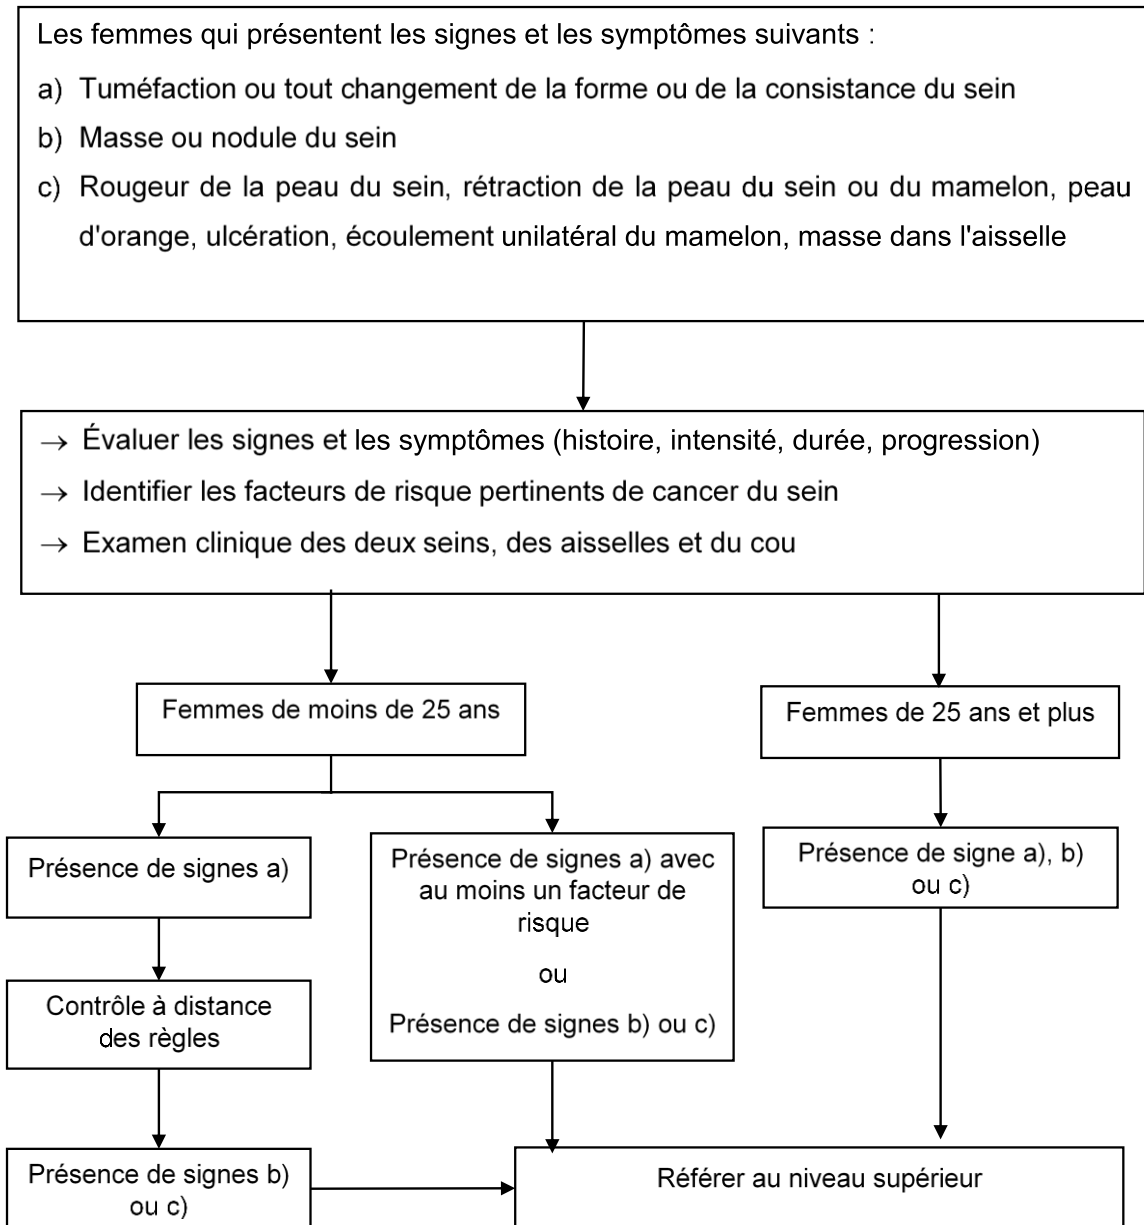 Les femmes qui présentent les signes et les symptômes suivants :
a) Tuméfaction ou tout changement de la forme ou de la consistance du sein
b) Masse ou nodule du sein
c) Rougeur de la peau du sein, rétraction de la peau du sein ou du mamelon, peau
d'orange, ulcération, écoulement unilatéral du mamelon, masse dans l'aisselle
→ Évaluer les signes et les symptômes (histoire, intensité, durée, progression)
→ Identifier les facteurs de risque pertinents de cancer du sein
→ Examen clinique des deux seins, des aisselles et du cou
Femmes de moins de 25 ans
Femmes de 25 ans et plus
Présence de signes a)
Présence de signes a) avec
au moins un facteur de
risque
ou
Présence de signes b) ou c)
Présence de signe a), b)
ou c)
Contrôle à distance
des règles
Présence de signes b)
ou c)
Référer au niveau supérieur